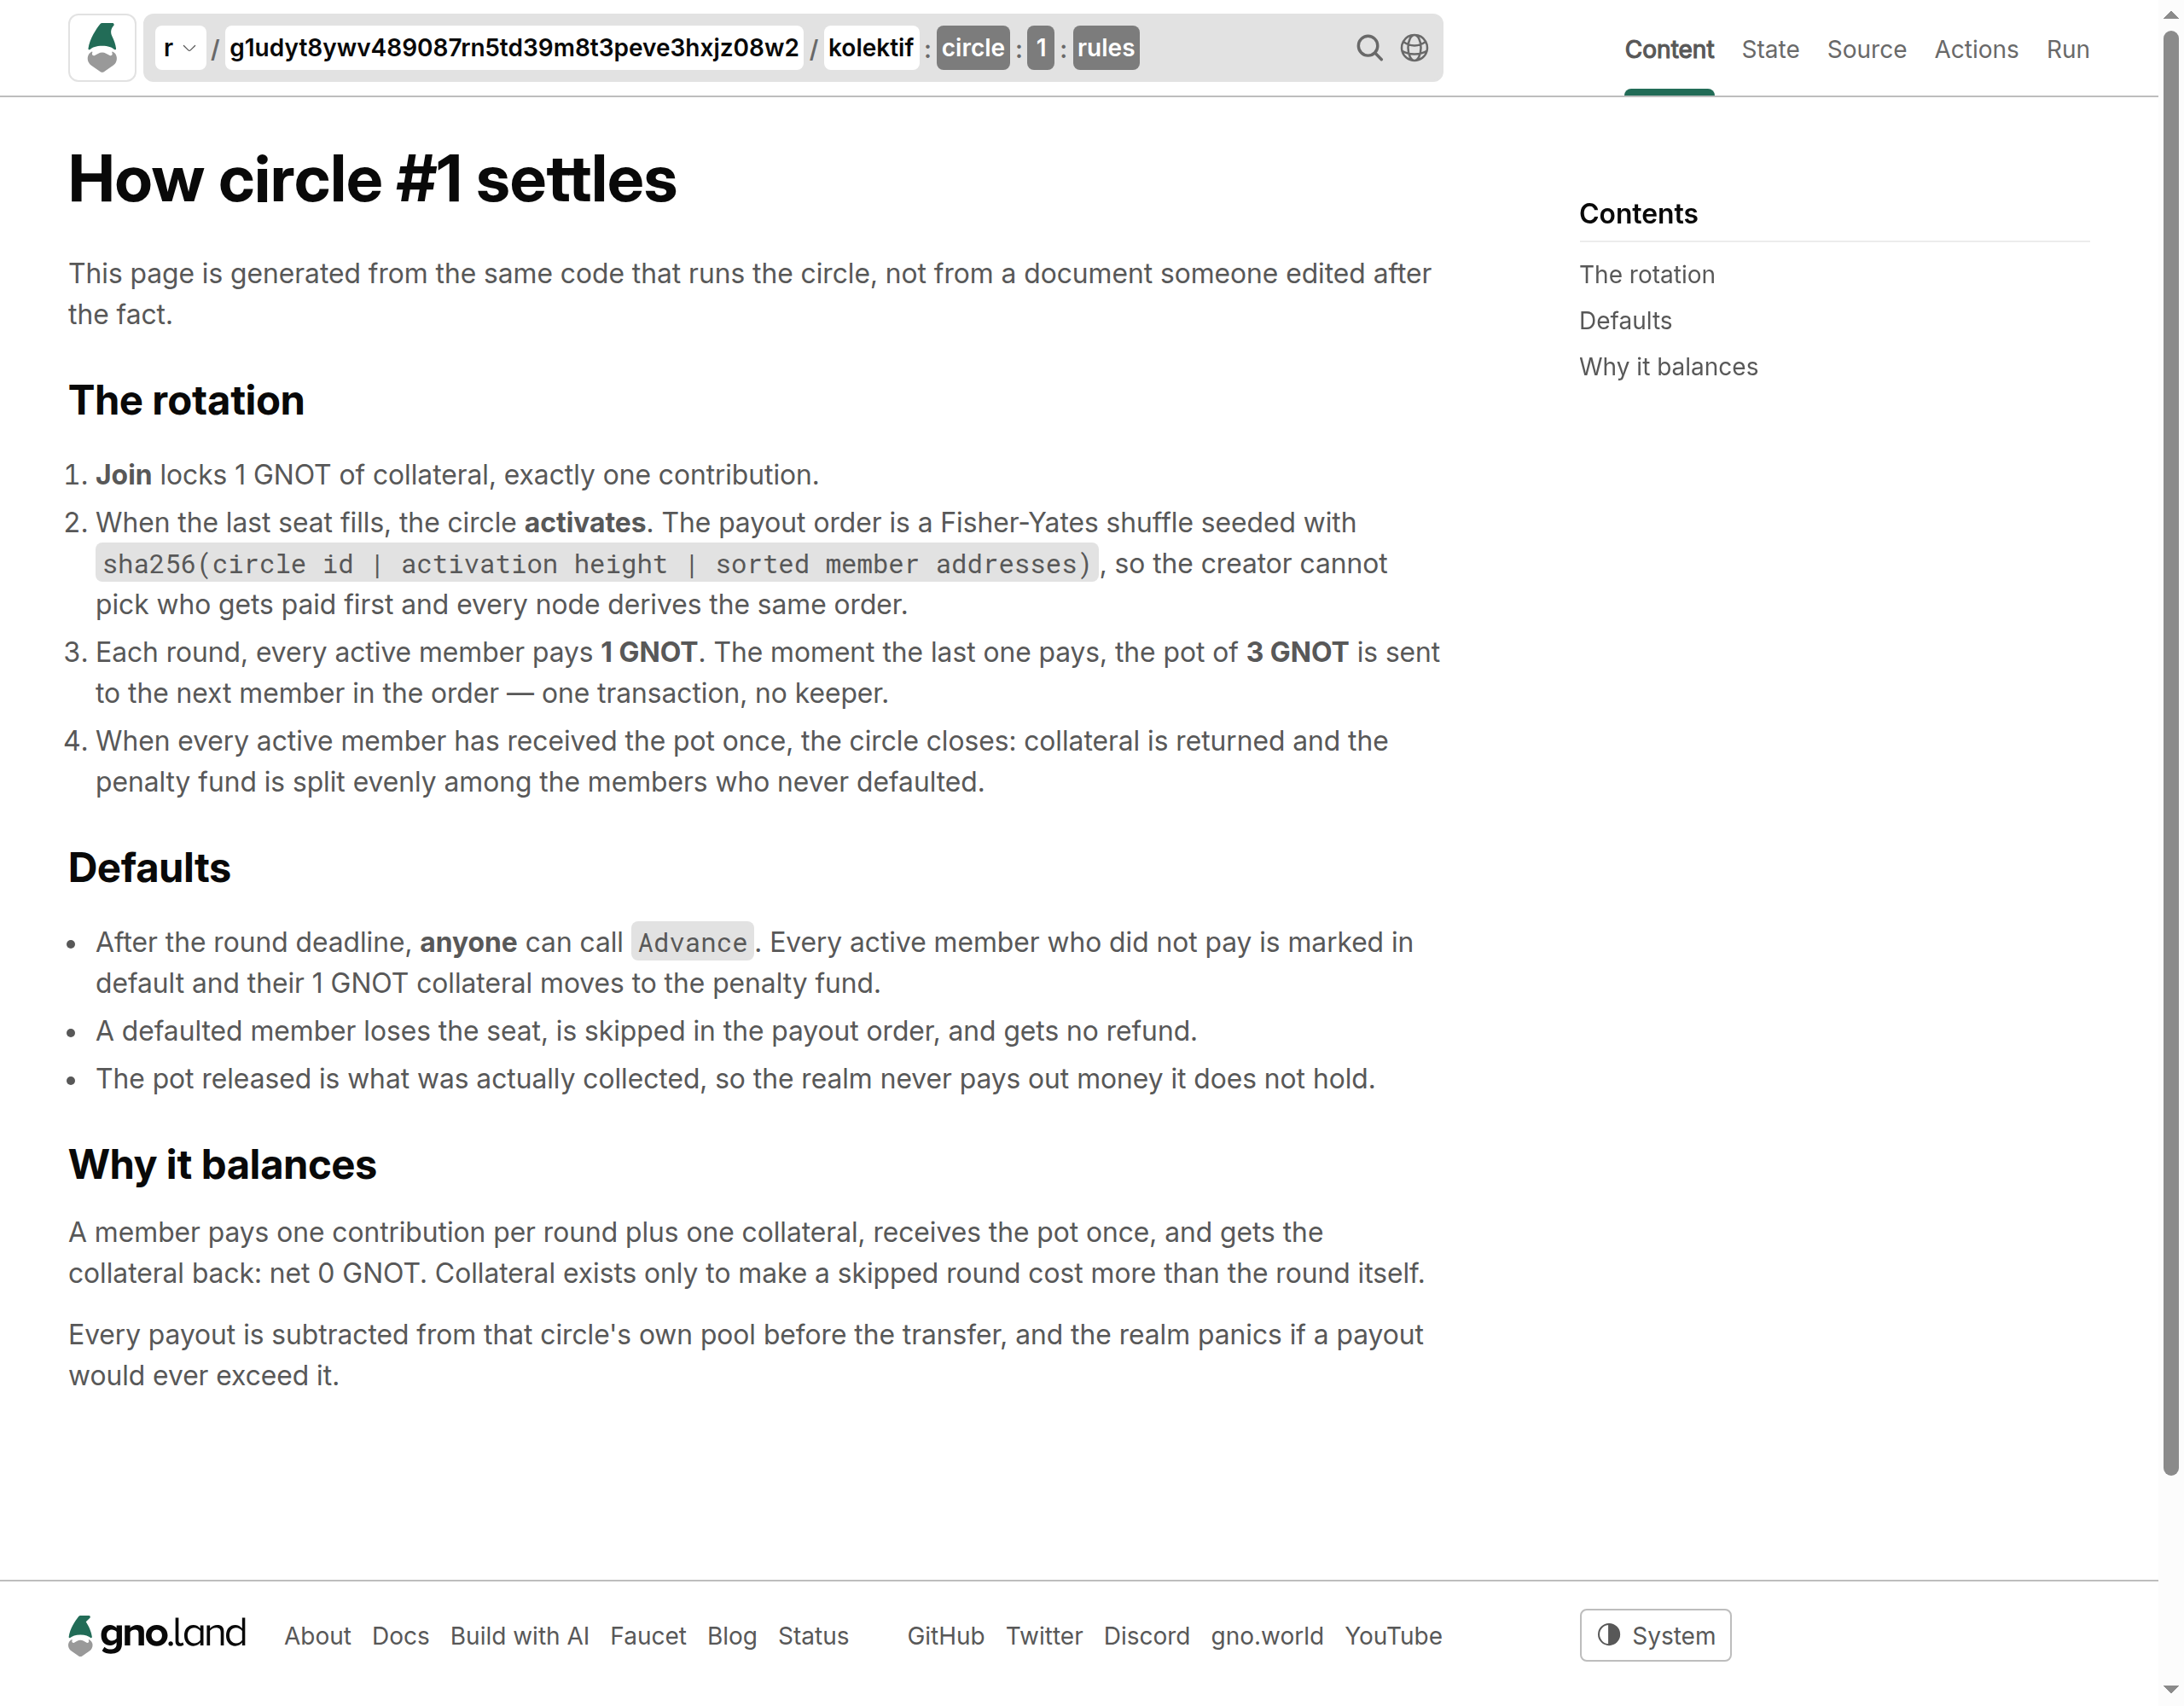 r / g1udyt8ywv489087rn5td39m8t3peve3hxjz08w2 / kolektif : circle : 1 : rules
Content State Source Actions Run
How circle #1 settles
This page is generated from the same code that runs the circle, not from a document someone edited after
the fact.
The rotation
1. Join locks 1 GNOT of collateral, exactly one contribution.
2. When the last seat fills, the circle activates. The payout order is a Fisher-Yates shuffle seeded with
sha256(circle id | activation height | sorted member addresses), so the creator cannot
pick who gets paid first and every node derives the same order.
3. Each round, every active member pays 1 GNOT. The moment the last one pays, the pot of 3 GNOT is sent
to the next member in the order — one transaction, no keeper.
4. When every active member has received the pot once, the circle closes: collateral is returned and the
penalty fund is split evenly among the members who never defaulted.
Defaults
• After the round deadline, anyone can call Advance. Every active member who did not pay is marked in
default and their 1 GNOT collateral moves to the penalty fund.
• A defaulted member loses the seat, is skipped in the payout order, and gets no refund.
• The pot released is what was actually collected, so the realm never pays out money it does not hold.
Why it balances
A member pays one contribution per round plus one collateral, receives the pot once, and gets the
collateral back: net 0 GNOT. Collateral exists only to make a skipped round cost more than the round itself.
Every payout is subtracted from that circle's own pool before the transfer, and the realm panics if a payout
would ever exceed it.
Contents
The rotation
Defaults
Why it balances
gno.land About Docs Build with AI Faucet Blog Status GitHub Twitter Discord gno.world YouTube System